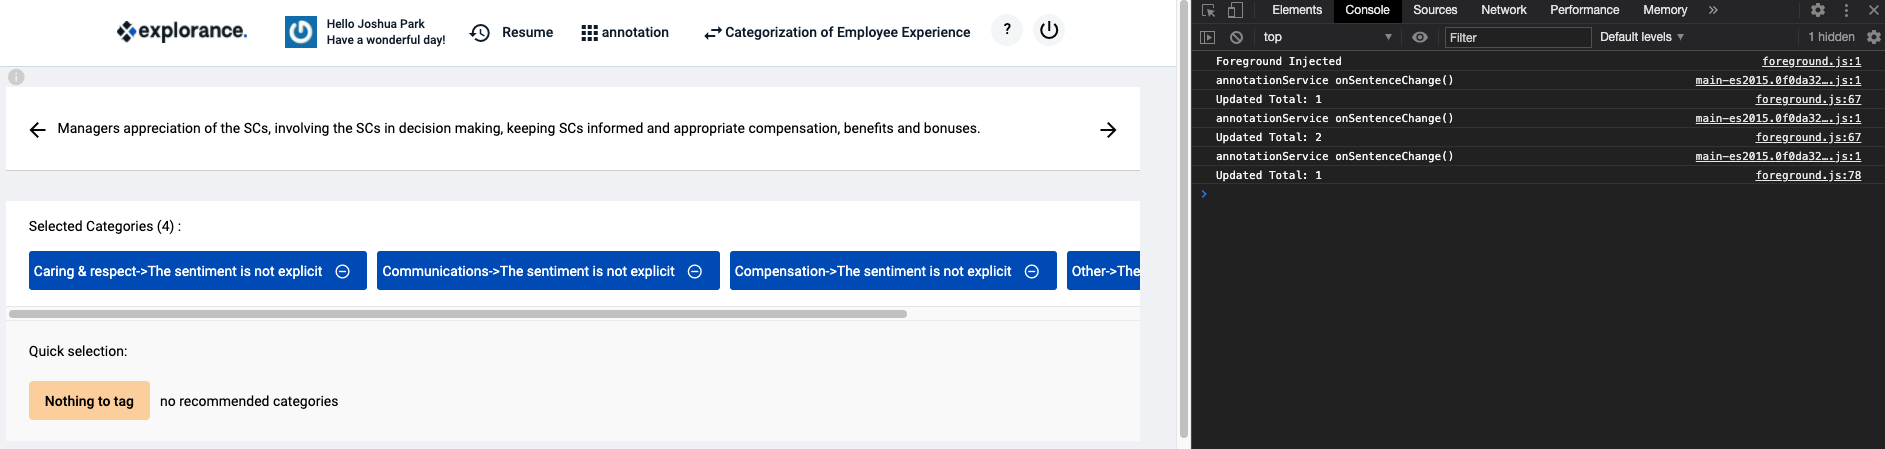 explorance.
Hello Joshua Park
Have a wonderful day!
Resume
annotation
Categorization of Employee Experience
?
i
Managers appreciation of the SCs, involving the SCs in decision making, keeping SCs informed and appropriate compensation, benefits and bonuses.
Selected Categories (4) :
Caring & respect->The sentiment is not explicit
Communications->The sentiment is not explicit
Compensation->The sentiment is not explicit
Other->The
Quick selection:
Nothing to tag
no recommended categories
Elements Console Sources Network Performance Memory »
top Filter Default levels 1 hidden
Foreground Injected foreground.js:1
annotationService onSentenceChange() main-es2015.0f0da32….js:1
Updated Total: 1 foreground.js:67
annotationService onSentenceChange() main-es2015.0f0da32….js:1
Updated Total: 2 foreground.js:67
annotationService onSentenceChange() main-es2015.0f0da32….js:1
Updated Total: 1 foreground.js:78
>